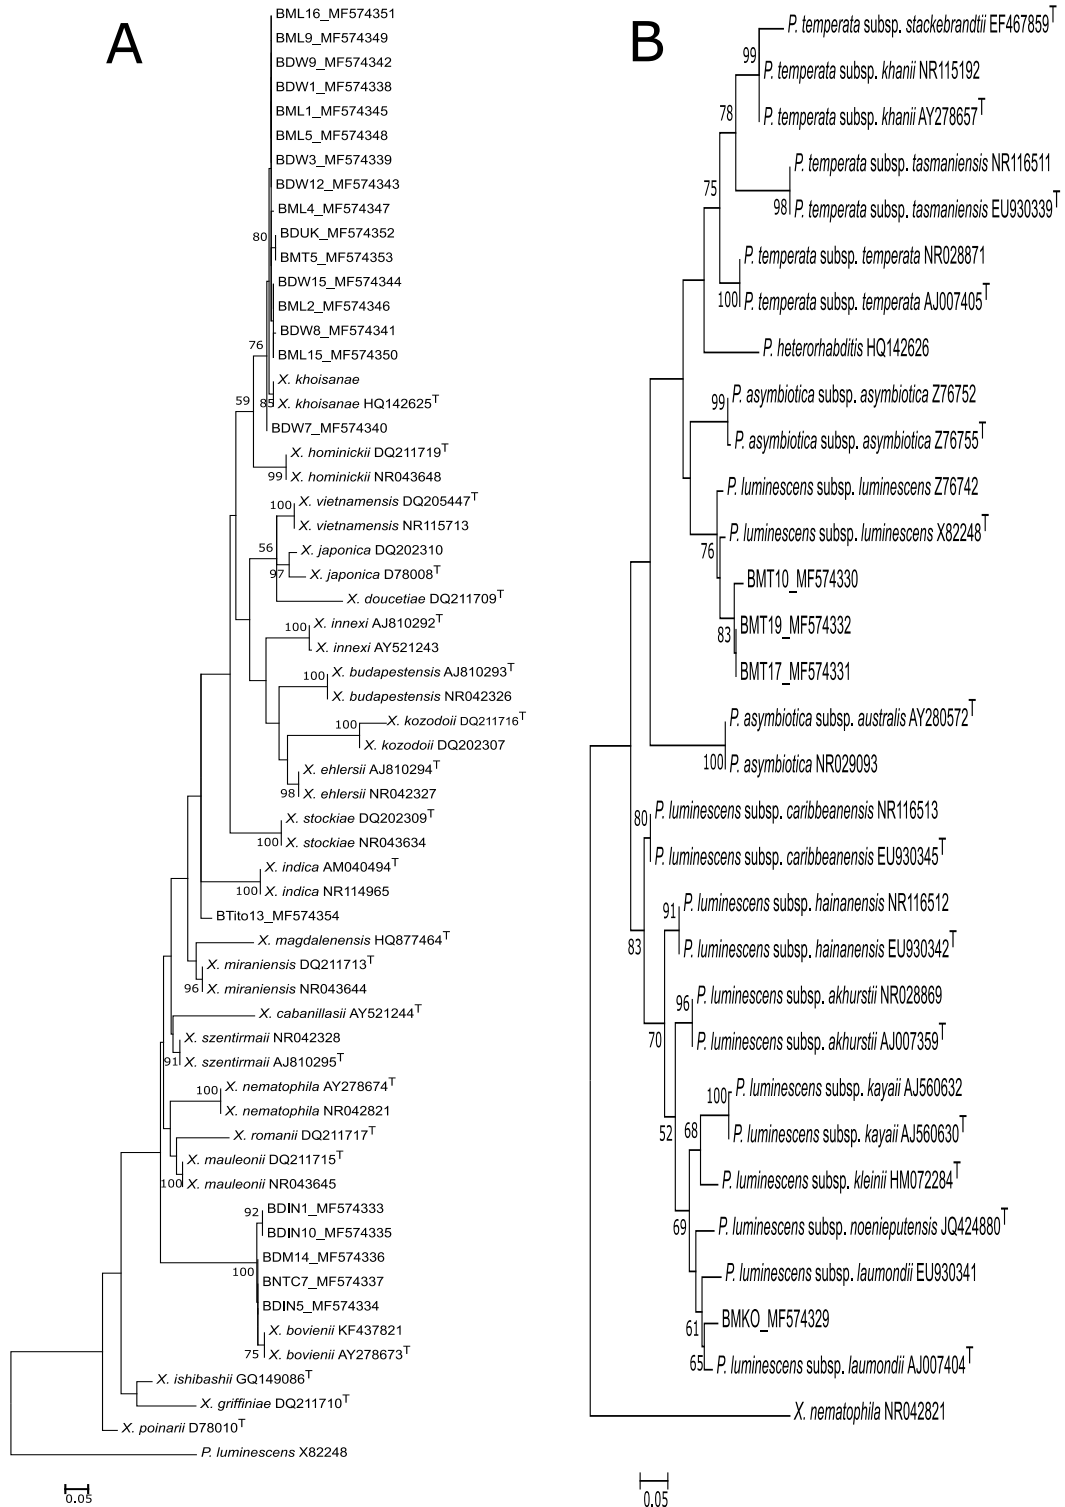 A
BML16_MF574351
BML9_MF574349
BDW9_MF574342
BDW1_MF574338
BML1_MF574345
BML5_MF574348
BDW3_MF574339
BDW12_MF574343
BML4_MF574347
80
BDUK_MF574352
BMT5_MF574353
BDW15_MF574344
BML2_MF574346
BDW8_MF574341
76
BML15_MF574350
X. khoisanae
59
85
X. khoisanae HQ142625T
BDW7_MF574340
X. hominickii DQ211719T
99
X. hominickii NR043648
100
X. vietnamensis DQ205447T
X. vietnamensis NR115713
56
X. japonica DQ202310
97
X. japonica D78008T
X. doucetiae DQ211709T
100
X. innexi AJ810292T
X. innexi AY521243
100
X. budapestensis AJ810293T
X. budapestensis NR042326
100
X. kozodoii DQ211716T
X. kozodoii DQ202307
X. ehlersii AJ810294T
98
X. ehlersii NR042327
X. stockiae DQ202309T
100
X. stockiae NR043634
X. indica AM040494T
100
X. indica NR114965
BTito13_MF574354
X. magdalenensis HQ877464T
X. miraniensis DQ211713T
96
X. miraniensis NR043644
X. cabanillasii AY521244T
X. szentirmaii NR042328
91
X. szentirmaii AJ810295T
100
X. nematophila AY278674T
X. nematophila NR042821
X. romanii DQ211717T
X. mauleonii DQ211715T
100
X. mauleonii NR043645
92
BDIN1_MF574333
BDIN10_MF574335
BDM14_MF574336
100
BNTC7_MF574337
BDIN5_MF574334
X. bovienii KF437821
75
X. bovienii AY278673T
X. ishibashii GQ149086T
X. griffiniae DQ211710T
X. poinarii D78010T
P. luminescens X82248
0.05
B
P. temperata subsp. stackebrandtii EF467859T
99
P. temperata subsp. khanii NR115192
78
P. temperata subsp. khanii AY278657T
P. temperata subsp. tasmaniensis NR116511
75
98
P. temperata subsp. tasmaniensis EU930339T
P. temperata subsp. temperata NR028871
100
P. temperata subsp. temperata AJ007405T
P. heterorhabditis HQ142626
99
P. asymbiotica subsp. asymbiotica Z76752
P. asymbiotica subsp. asymbiotica Z76755T
P. luminescens subsp. luminescens Z76742
P. luminescens subsp. luminescens X82248T
76
BMT10_MF574330
BMT19_MF574332
83
BMT17_MF574331
P. asymbiotica subsp. australis AY280572T
100
P. asymbiotica NR029093
80
P. luminescens subsp. caribbeanensis NR116513
P. luminescens subsp. caribbeanensis EU930345T
91
P. luminescens subsp. hainanensis NR116512
83
P. luminescens subsp. hainanensis EU930342T
96
P. luminescens subsp. akhurstii NR028869
70
P. luminescens subsp. akhurstii AJ007359T
100
P. luminescens subsp. kayaii AJ560632
52
68
P. luminescens subsp. kayaii AJ560630T
P. luminescens subsp. kleinii HM072284T
69
P. luminescens subsp. noenieputensis JQ424880T
P. luminescens subsp. laumondii EU930341
61
BMKO_MF574329
65
P. luminescens subsp. laumondii AJ007404T
X. nematophila NR042821
0.05